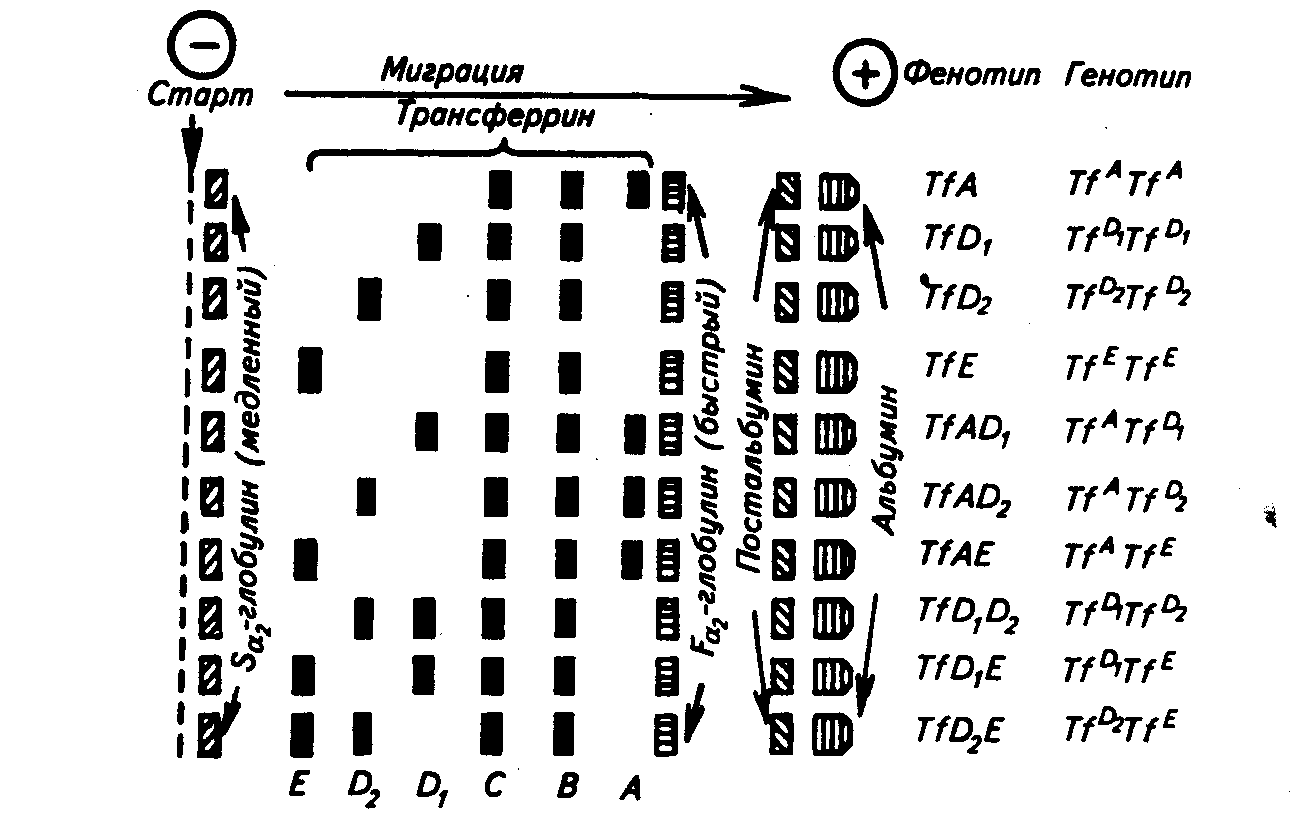 −
Старт
Миграция
Трансферрин
+
Фенотип Генотип
TfA Tf^A Tf^A
TfD₁ Tf^D₁ Tf^D₁
TfD₂ Tf^D₂ Tf^D₂
TfE Tf^E Tf^E
TfAD₁ Tf^A Tf^D₁
TfAD₂ Tf^A Tf^D₂
TfAE Tf^A Tf^E
TfD₁D₂ Tf^D₁ Tf^D₂
TfD₁E Tf^D₁ Tf^E
TfD₂E Tf^D₂ Tf^E
Sα₂-глобулин (медленный)
Fα₂-глобулин (быстрый)
Постальбумин
Альбумин
E D₂ D₁ C B A